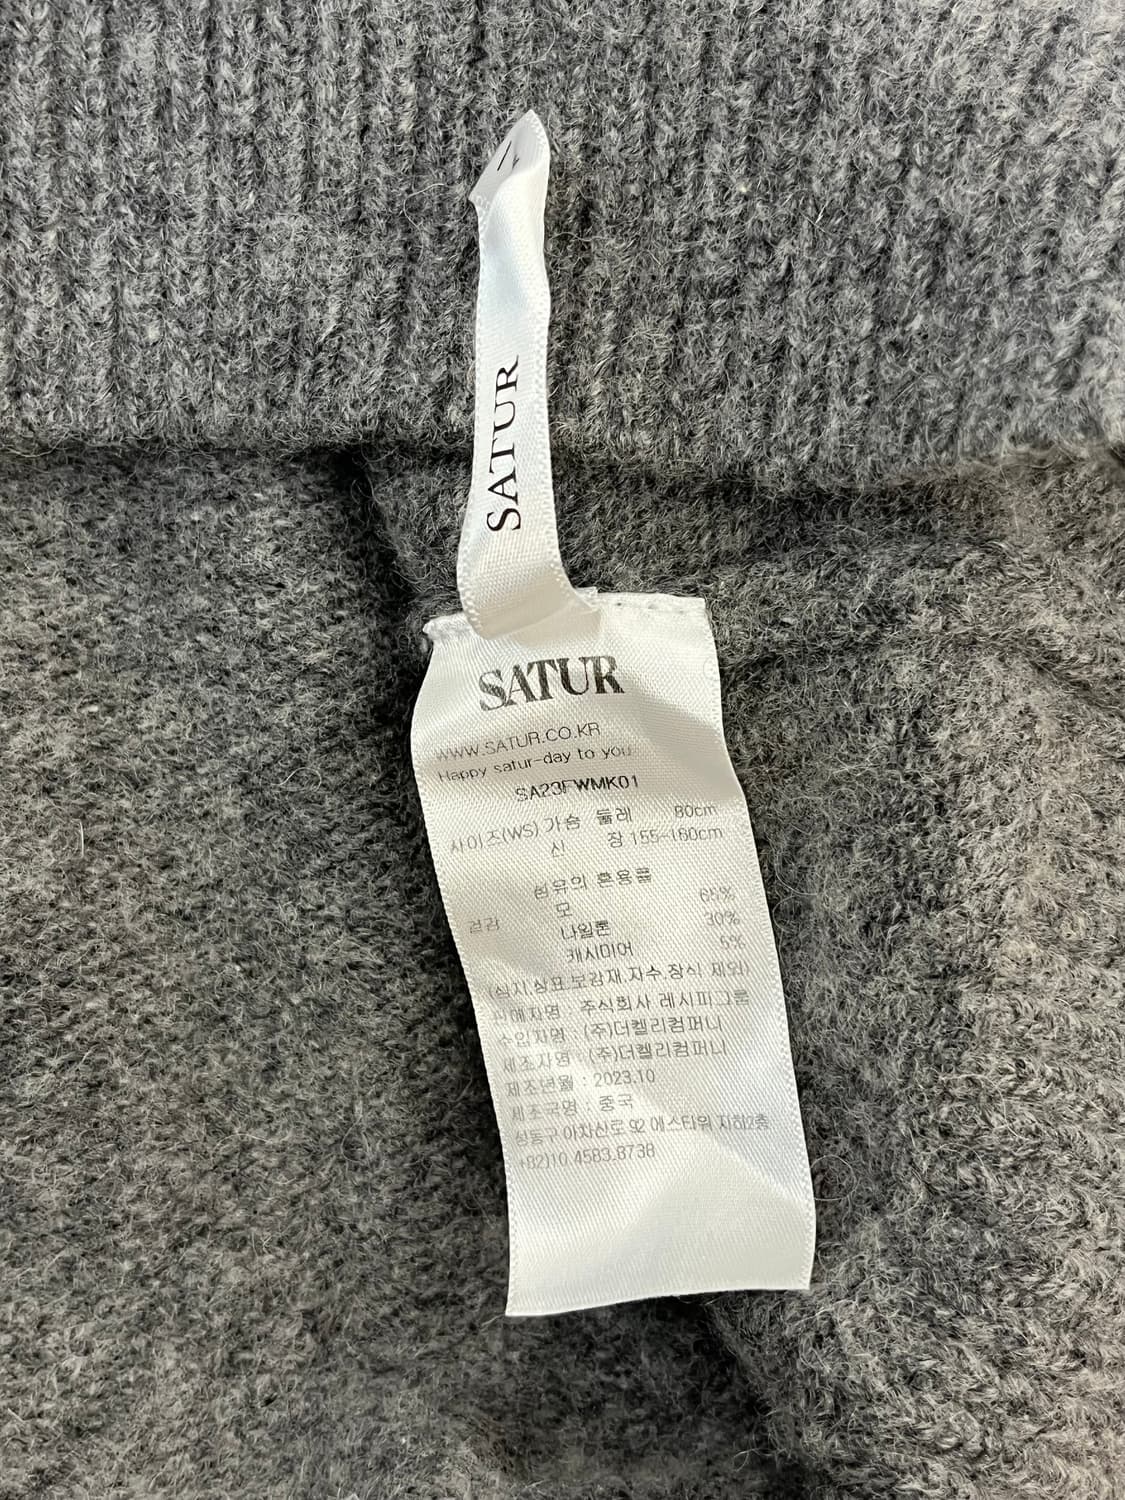 SATUR
SATUR
WWW.SATUR.CO.KR
Happy satur-day to you
SA23FWMK01
사이즈(WS) 가슴 둘레 80cm
신 장 155-160cm
섬유의 혼용률
모 65%
겉감 나일론 30%
캐시미어 5%
(심지,상표,보강재,자수,장식 제외)
판매자명 : 주식회사 레시피그룹
수입자명 : (주)더켈리컴퍼니
제조자명 : (주)더켈리컴퍼니
제조년월 : 2023.10
제조국명 : 중국
성동구 아차산로 92 에스타워 지하2층
+82)10.4583.8738